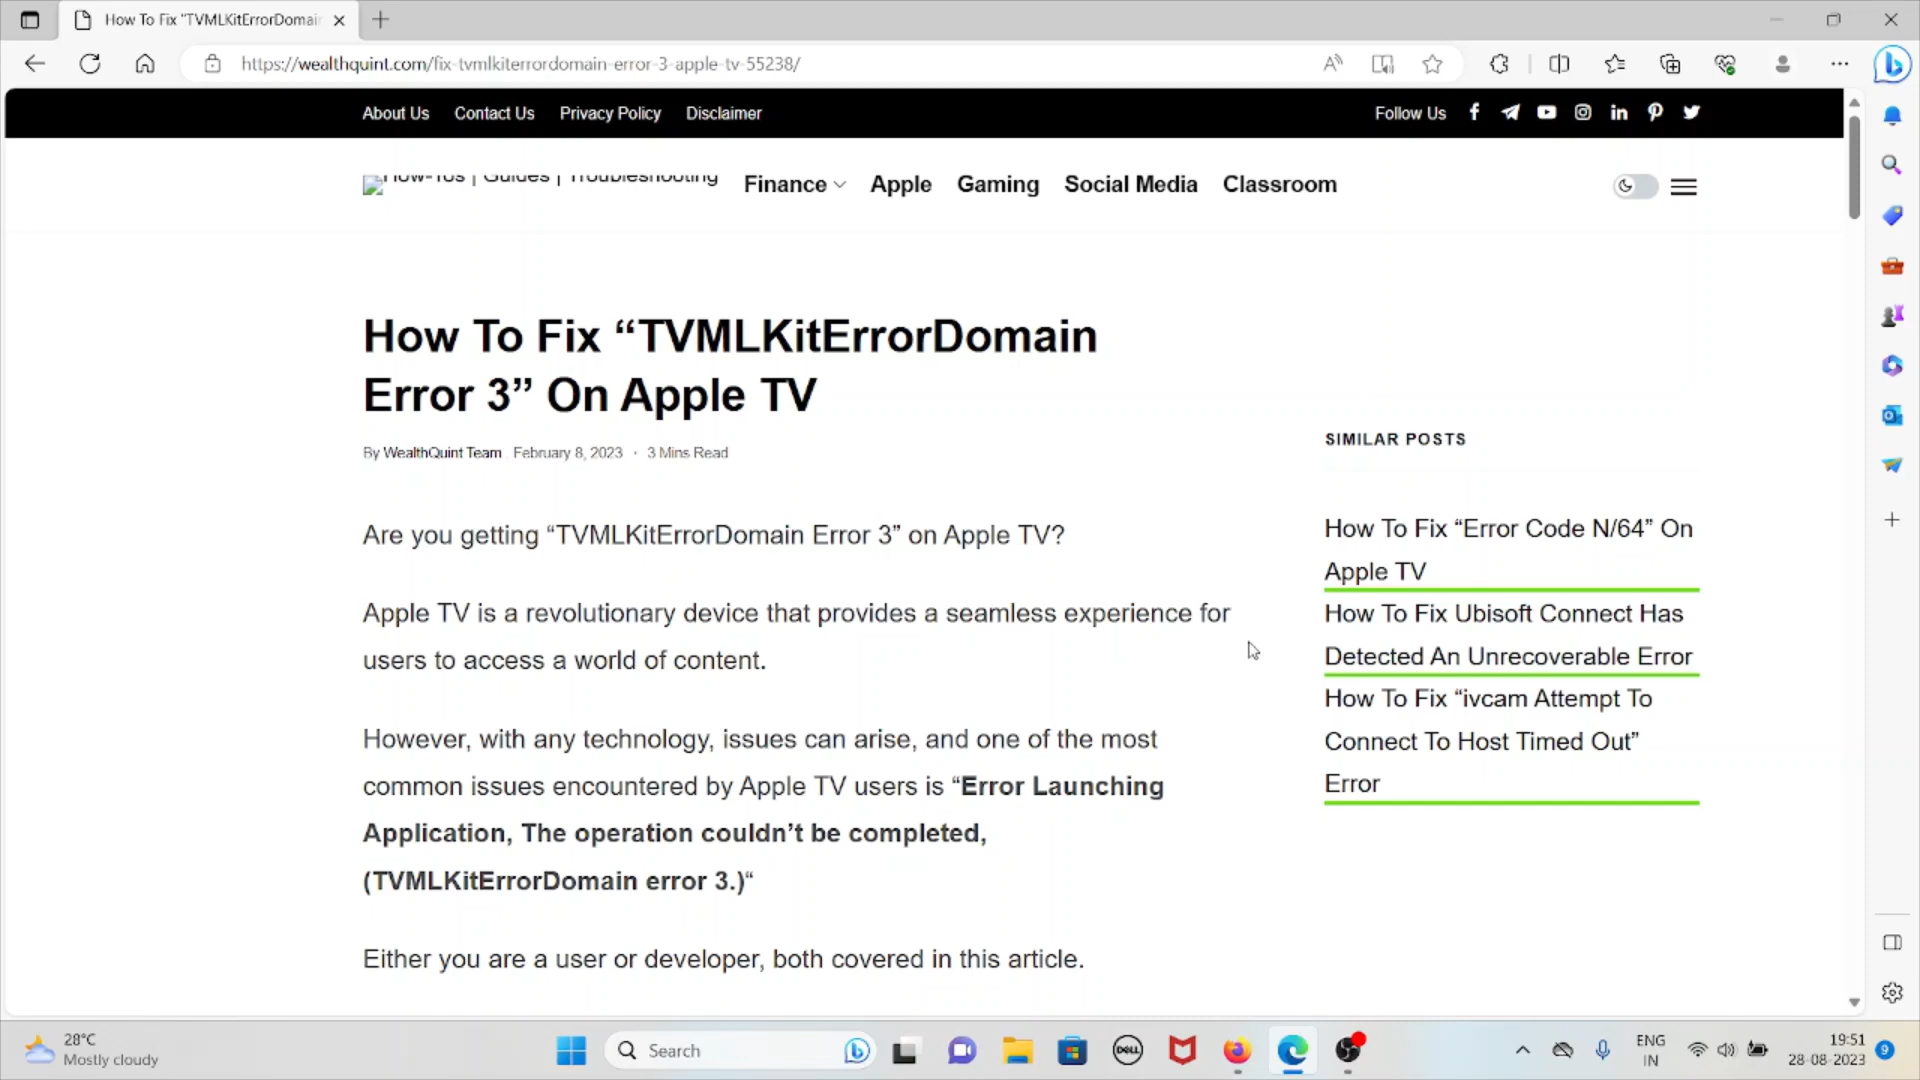 How To Fix "TVMLKitErrorDomai
https://wealthquint.com/fix-tvmlkiterrordomain-error-3-apple-tv-55238/
About Us Contact Us Privacy Policy Disclaimer Follow Us
How-Tos | Guides | Troubleshooting Finance Apple Gaming Social Media Classroom
How To Fix “TVMLKitErrorDomain
Error 3” On Apple TV
By WealthQuint Team . February 8, 2023 · 3 Mins Read
Are you getting “TVMLKitErrorDomain Error 3” on Apple TV?
Apple TV is a revolutionary device that provides a seamless experience for
users to access a world of content.
However, with any technology, issues can arise, and one of the most
common issues encountered by Apple TV users is “Error Launching
Application, The operation couldn’t be completed,
(TVMLKitErrorDomain error 3.)“
Either you are a user or developer, both covered in this article.
SIMILAR POSTS
How To Fix “Error Code N/64” On
Apple TV
How To Fix Ubisoft Connect Has
Detected An Unrecoverable Error
How To Fix “ivcam Attempt To
Connect To Host Timed Out”
Error
28°C
Mostly cloudy
Search
DELL
ENG
IN
19:51
28-08-2023
9